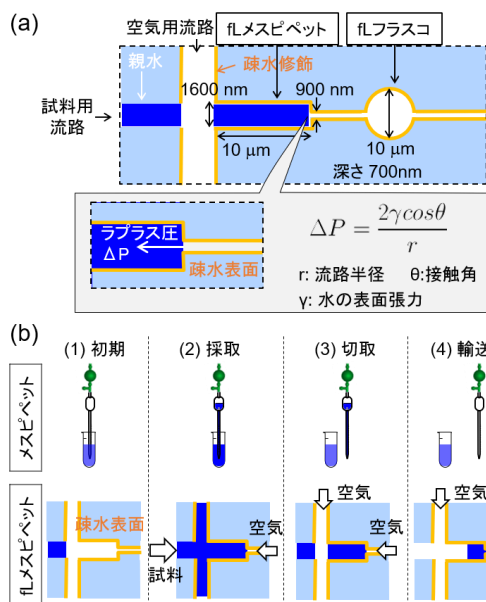 (a)
空気用流路
fLメスピペット
fLフラスコ
親水
疎水修飾
1600 nm
900 nm
試料用
流路
10 μm
10 μm
深さ 700nm
ラプラス圧
ΔP
疎水表面
ΔP = 2γcosθ / r
r: 流路半径 θ:接触角
γ: 水の表面張力
(b)
(1) 初期
(2) 採取
(3) 切取
(4) 輸送
メスピペット
fLメスピペット
疎水表面
試料
空気
空気
空気
空気